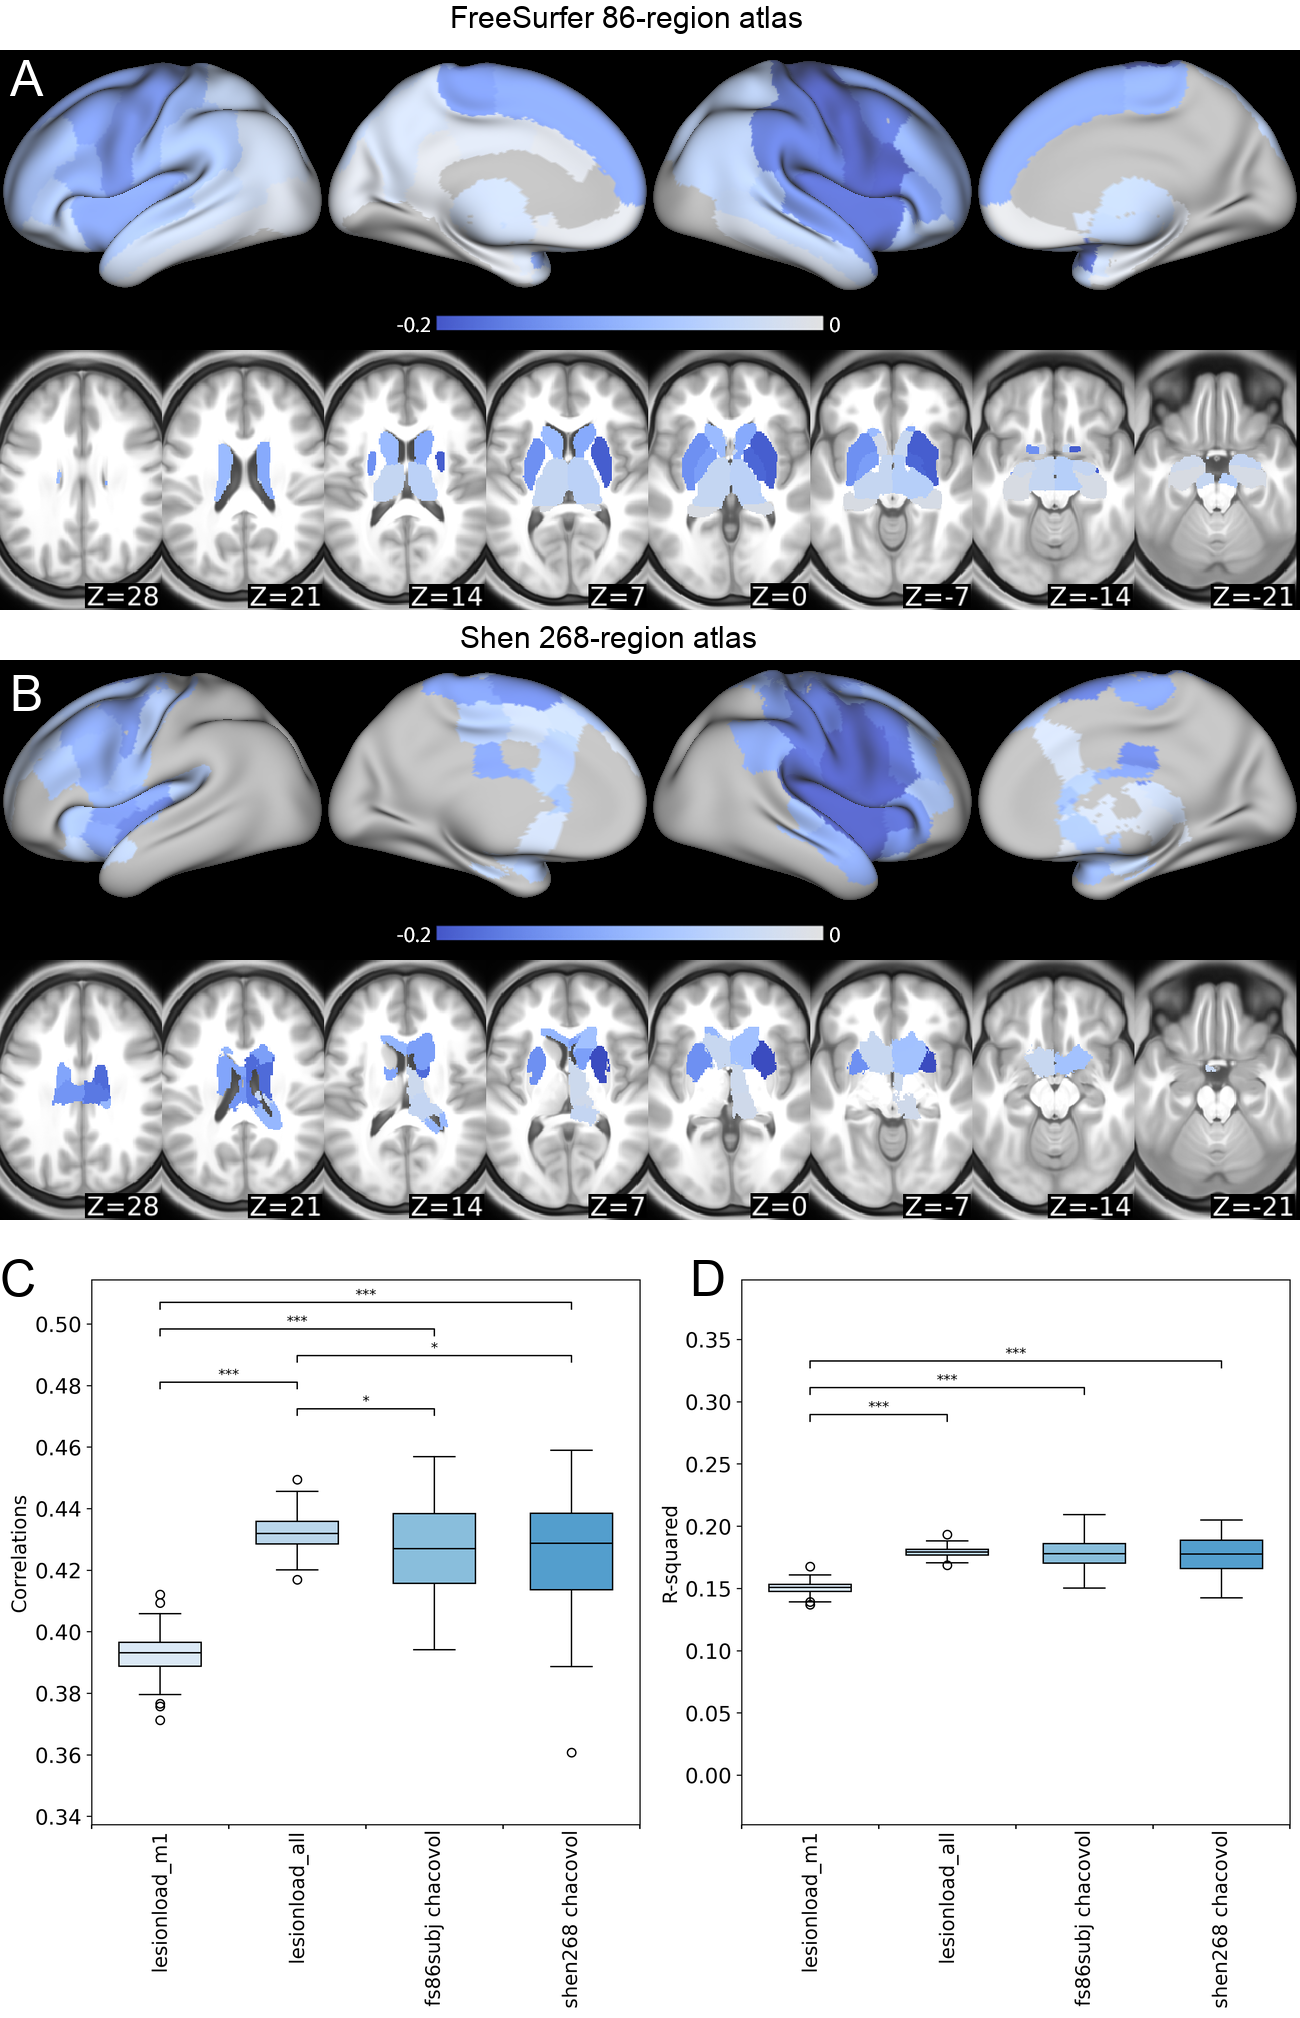 FreeSurfer 86-region atlas
A
-0.2 0
Z=28 Z=21 Z=14 Z=7 Z=0 Z=-7 Z=-14 Z=-21
Shen 268-region atlas
B
-0.2 0
Z=28 Z=21 Z=14 Z=7 Z=0 Z=-7 Z=-14 Z=-21
C
***
***
*
***
*
0.50
0.48
0.46
0.44
0.42
0.40
0.38
0.36
0.34
Correlations
lesionload_m1
lesionload_all
fs86subj chacovol
shen268 chacovol
D
***
***
***
0.35
0.30
0.25
0.20
0.15
0.10
0.05
0.00
R-squared
lesionload_m1
lesionload_all
fs86subj chacovol
shen268 chacovol